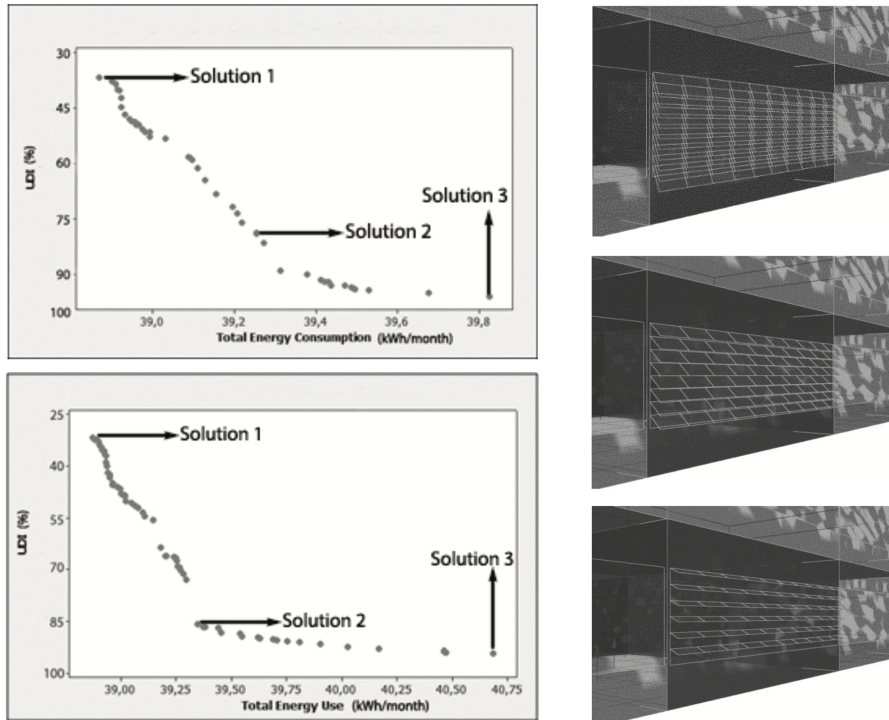 30
Solution 1
45
60
UDI (%)
Solution 3
75
Solution 2
90
100
39,0 39,2 39,4 39,6 39,8
Total Energy Consumption (kWh/month)
25
Solution 1
40
55
UDI (%)
Solution 3
70
Solution 2
85
100
39,00 39,25 39,50 39,75 40,00 40,25 40,50 40,75
Total Energy Use (kWh/month)